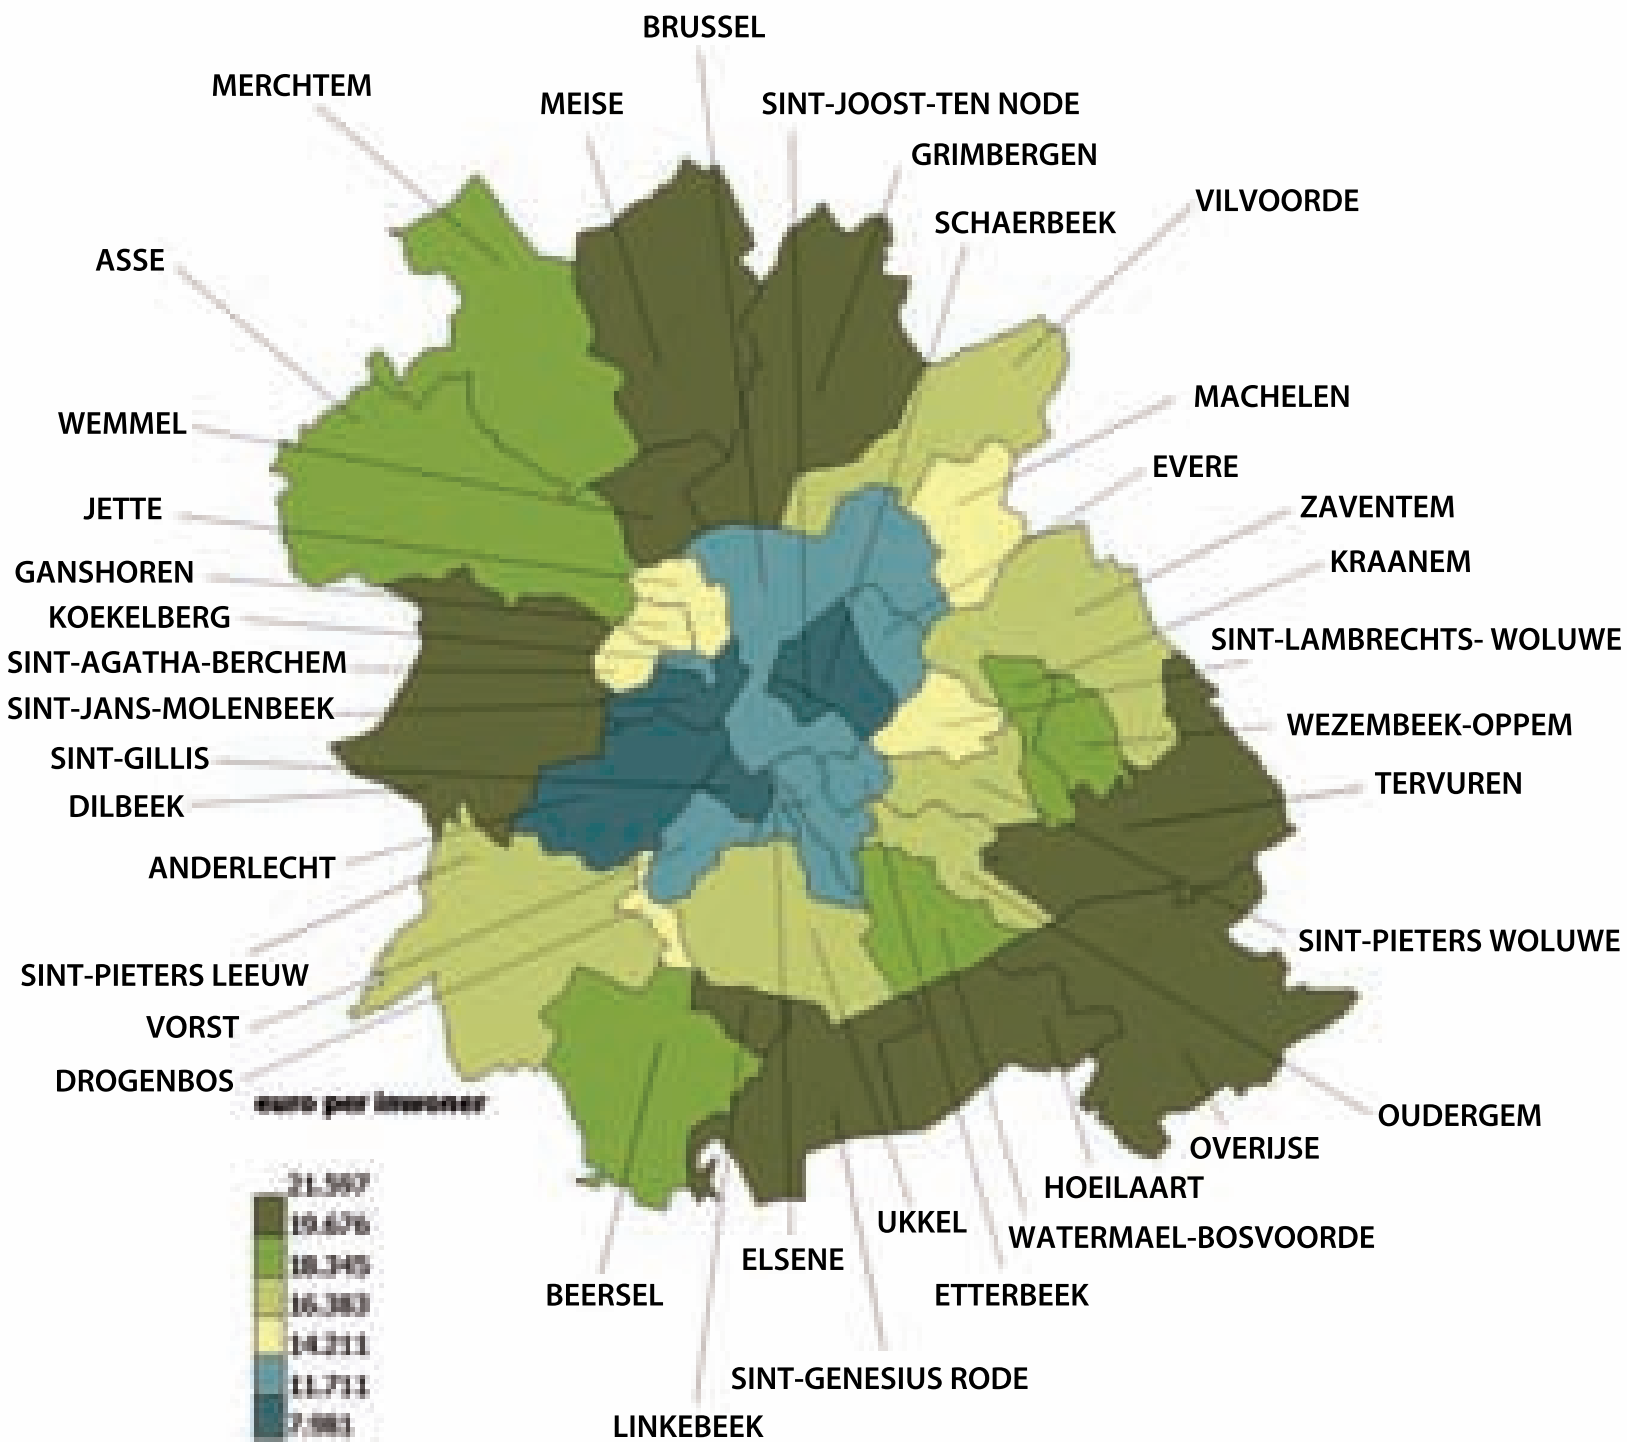 BRUSSEL
MERCHTEM
MEISE
SINT-JOOST-TEN NODE
GRIMBERGEN
VILVOORDE
SCHAERBEEK
ASSE
MACHELEN
WEMMEL
EVERE
JETTE
ZAVENTEM
KRAANEM
GANSHOREN
KOEKELBERG
SINT-LAMBRECHTS- WOLUWE
SINT-AGATHA-BERCHEM
SINT-JANS-MOLENBEEK
WEZEMBEEK-OPPEM
SINT-GILLIS
TERVUREN
DILBEEK
ANDERLECHT
SINT-PIETERS WOLUWE
SINT-PIETERS LEEUW
VORST
DROGENBOS
euro per inwoner
OUDERGEM
OVERIJSE
HOEILAART
UKKEL
WATERMAEL-BOSVOORDE
ELSENE
BEERSEL
ETTERBEEK
SINT-GENESIUS RODE
LINKEBEEK
19.676
18.345
16.383
14.211
11.711
7.981